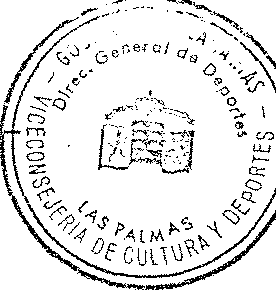 VICECONSEJERIA DE CULTURA Y DEPORTES
Direc. General de Deportes
LAS PALMAS